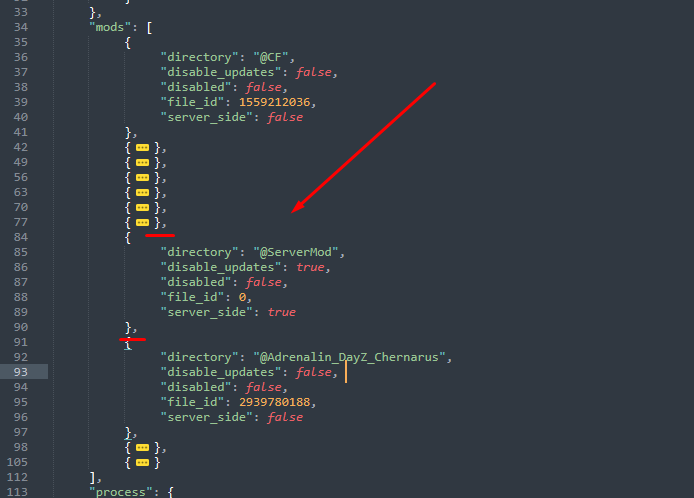 33 },
34 "mods": [
35 {
36 "directory": "@CF",
37 "disable_updates": false,
38 "disabled": false,
39 "file_id": 1559212036,
40 "server_side": false
41 },
42 { ... },
49 { ... },
56 { ... },
63 { ... },
70 { ... },
77 { ... },
84 {
85 "directory": "@ServerMod",
86 "disable_updates": true,
87 "disabled": false,
88 "file_id": 0,
89 "server_side": true
90 },
91 {
92 "directory": "@Adrenalin_DayZ_Chernarus",
93 "disable_updates": false,
94 "disabled": false,
95 "file_id": 2939780188,
96 "server_side": false
97 },
98 { ... },
105 { ... }
112 ],
113 "process": {